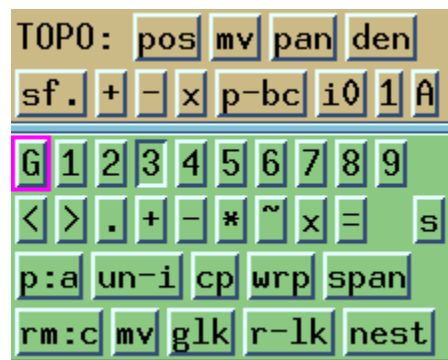 TOPO: pos mv pan den
sf. + - x p-bc i0 1 A
G 1 2 3 4 5 6 7 8 9
< > . + - * ~ x = s
p:a un-i cp wrp span
rm:c mv glk r-lk nest